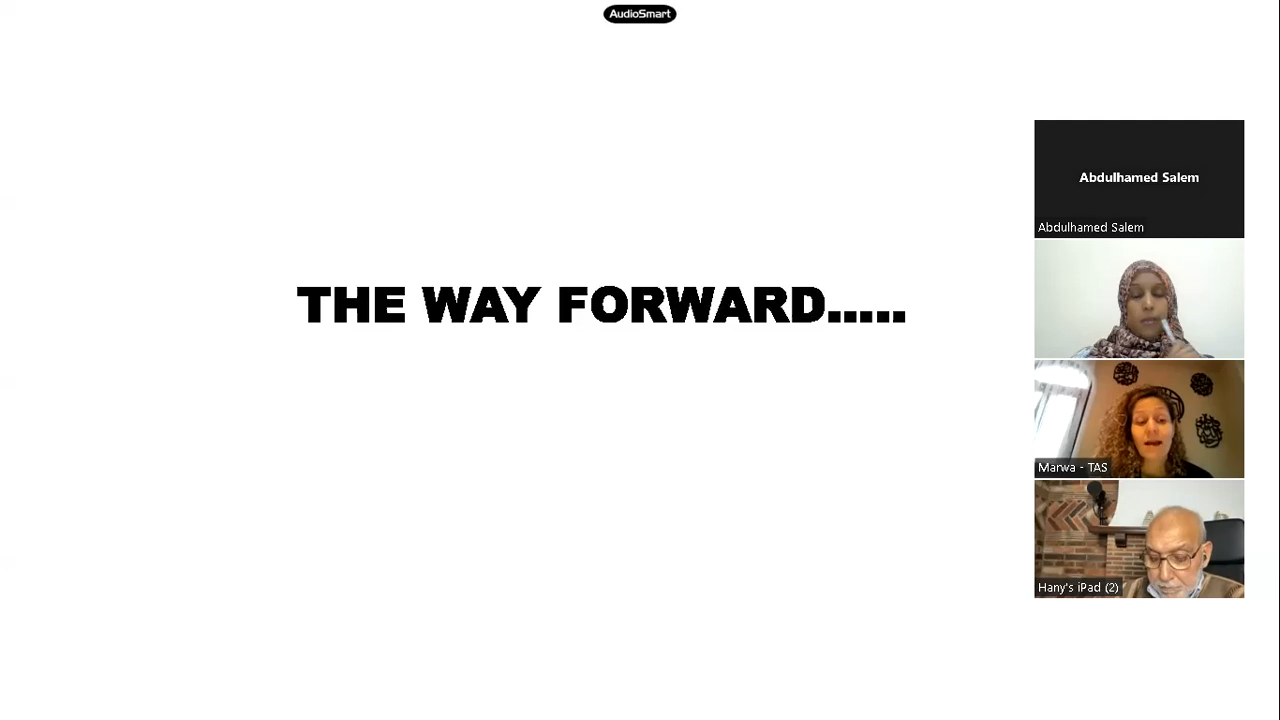 AudioSmart
THE WAY FORWARD.....
Abdulhamed Salem
Abdulhamed Salem
Marwa - TAS
Hany's iPad (2)